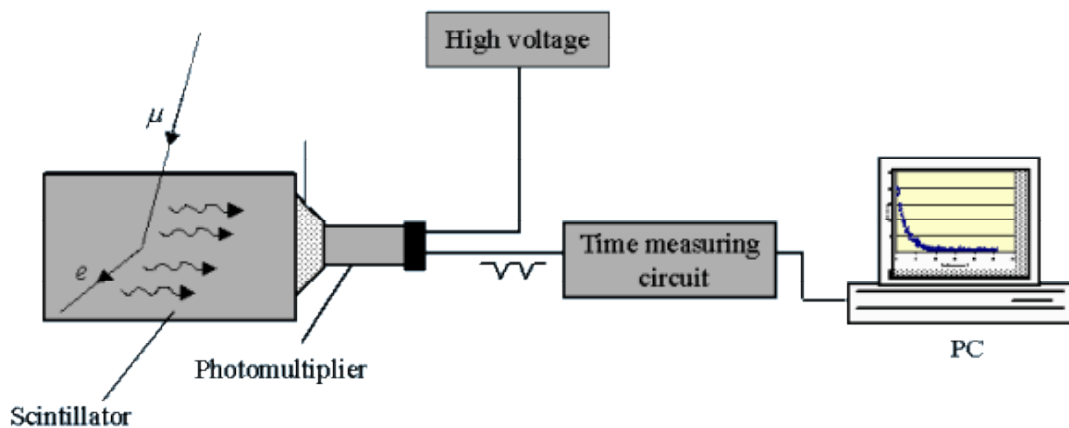 High voltage
μ
e
Time measuring
circuit
PC
Photomultiplier
Scintillator